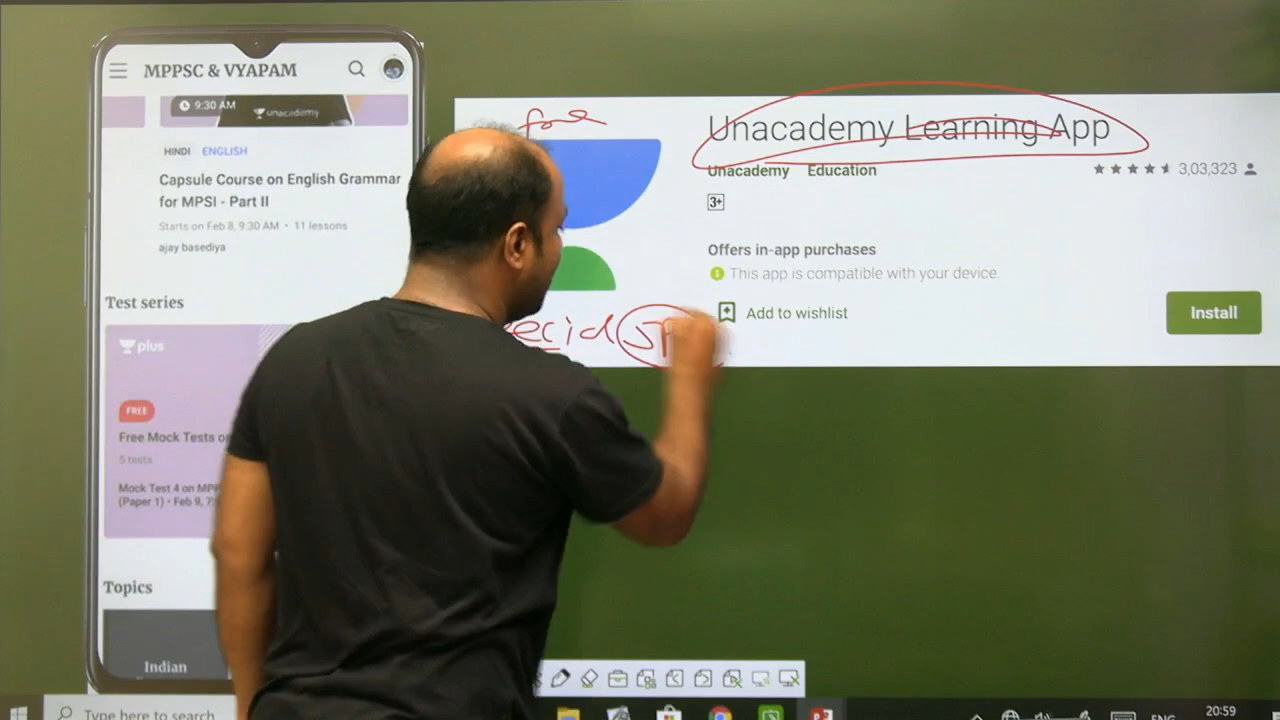 MPPSC & VYAPAM
9:30 AM
unacademy
HINDI ENGLISH
Capsule Course on English Grammar
for MPSI - Part II
Starts on Feb 8, 9:30 AM • 11 lessons
ajay basediya
Test series
plus
FREE
Free Mock Tests
5 tests
Mock Test 4 on
(Paper 1) • Feb 9,
Topics
Indian
Unacademy Learning App
Unacademy Education
3,03,323
3+
Offers in-app purchases
This app is compatible with your device.
Add to wishlist
Install
Type here to search
ENG
20:59